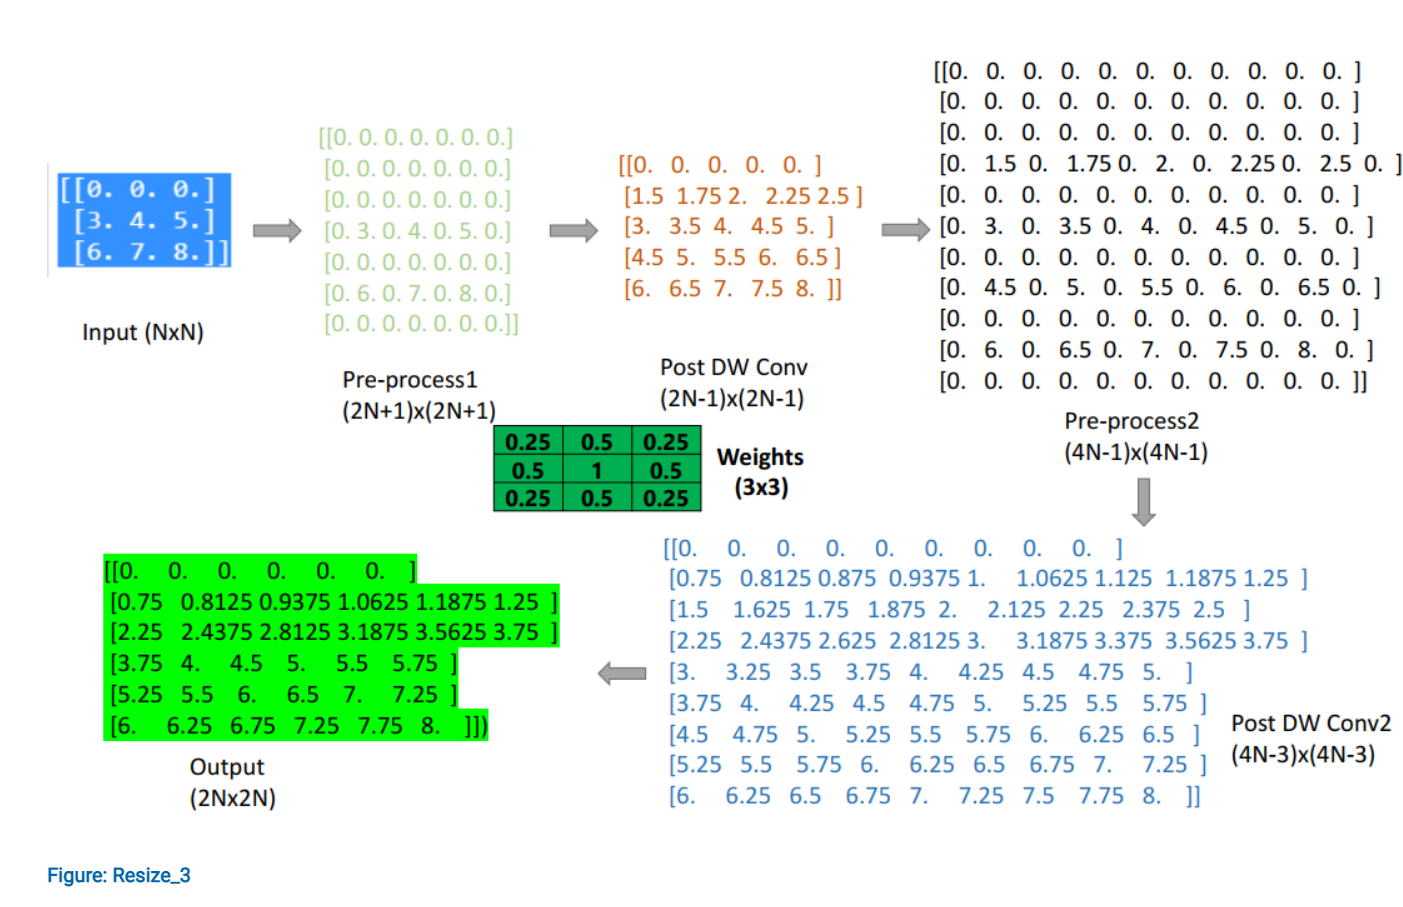 [[0. 0. 0.]
[3. 4. 5.]
[6. 7. 8.]]
Input (NxN)
[[0. 0. 0. 0. 0. 0. 0.]
[0. 0. 0. 0. 0. 0. 0.]
[0. 0. 0. 0. 0. 0. 0.]
[0. 3. 0. 4. 0. 5. 0.]
[0. 0. 0. 0. 0. 0. 0.]
[0. 6. 0. 7. 0. 8. 0.]
[0. 0. 0. 0. 0. 0. 0.]]
Pre-process1
(2N+1)x(2N+1)
[[0. 0. 0. 0. 0. ]
[1.5 1.75 2. 2.25 2.5 ]
[3. 3.5 4. 4.5 5. ]
[4.5 5. 5.5 6. 6.5 ]
[6. 6.5 7. 7.5 8. ]]
Post DW Conv
(2N-1)x(2N-1)
[[0. 0. 0. 0. 0. 0. 0. 0. 0. 0. 0. ]
[0. 0. 0. 0. 0. 0. 0. 0. 0. 0. 0. ]
[0. 0. 0. 0. 0. 0. 0. 0. 0. 0. 0. ]
[0. 1.5 0. 1.75 0. 2. 0. 2.25 0. 2.5 0. ]
[0. 0. 0. 0. 0. 0. 0. 0. 0. 0. 0. ]
[0. 3. 0. 3.5 0. 4. 0. 4.5 0. 5. 0. ]
[0. 0. 0. 0. 0. 0. 0. 0. 0. 0. 0. ]
[0. 4.5 0. 5. 0. 5.5 0. 6. 0. 6.5 0. ]
[0. 0. 0. 0. 0. 0. 0. 0. 0. 0. 0. ]
[0. 6. 0. 6.5 0. 7. 0. 7.5 0. 8. 0. ]
[0. 0. 0. 0. 0. 0. 0. 0. 0. 0. 0. ]]
Pre-process2
(4N-1)x(4N-1)
0.25 0.5 0.25
0.5 1 0.5
0.25 0.5 0.25
Weights
(3x3)
[[0. 0. 0. 0. 0. 0. 0. 0. 0. ]
[0.75 0.8125 0.875 0.9375 1. 1.0625 1.125 1.1875 1.25 ]
[1.5 1.625 1.75 1.875 2. 2.125 2.25 2.375 2.5 ]
[2.25 2.4375 2.625 2.8125 3. 3.1875 3.375 3.5625 3.75 ]
[3. 3.25 3.5 3.75 4. 4.25 4.5 4.75 5. ]
[3.75 4. 4.25 4.5 4.75 5. 5.25 5.5 5.75 ]
[4.5 4.75 5. 5.25 5.5 5.75 6. 6.25 6.5 ]
[5.25 5.5 5.75 6. 6.25 6.5 6.75 7. 7.25 ]
[6. 6.25 6.5 6.75 7. 7.25 7.5 7.75 8. ]]
Post DW Conv2
(4N-3)x(4N-3)
[[0. 0. 0. 0. 0. 0. ]
[0.75 0.8125 0.9375 1.0625 1.1875 1.25 ]
[2.25 2.4375 2.8125 3.1875 3.5625 3.75 ]
[3.75 4. 4.5 5. 5.5 5.75 ]
[5.25 5.5 6. 6.5 7. 7.25 ]
[6. 6.25 6.75 7.25 7.75 8. ]])
Output
(2Nx2N)
Figure: Resize_3